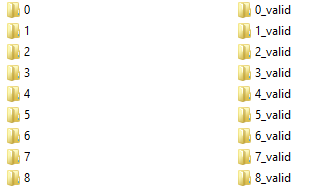 0 0_valid
1 1_valid
2 2_valid
3 3_valid
4 4_valid
5 5_valid
6 6_valid
7 7_valid
8 8_valid